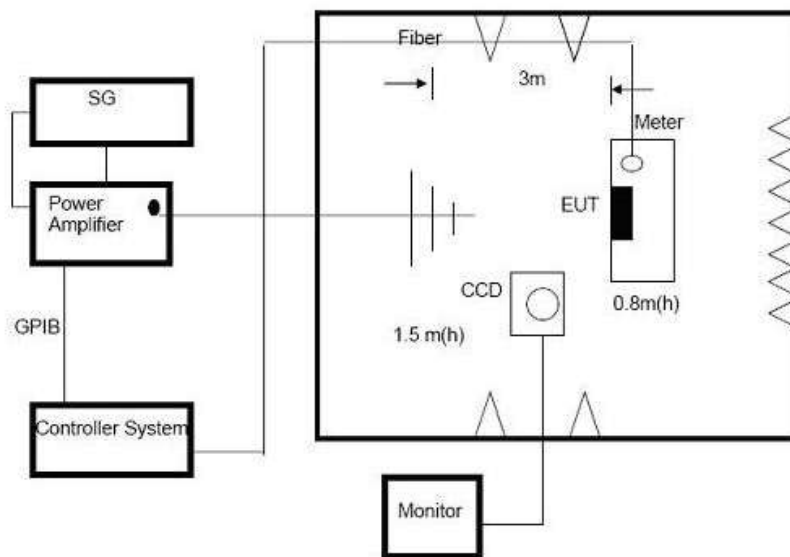 Fiber
3m
SG
Meter
Power
Amplifier
EUT
CCD
0.8m(h)
GPIB
1.5 m(h)
Controller System
Monitor